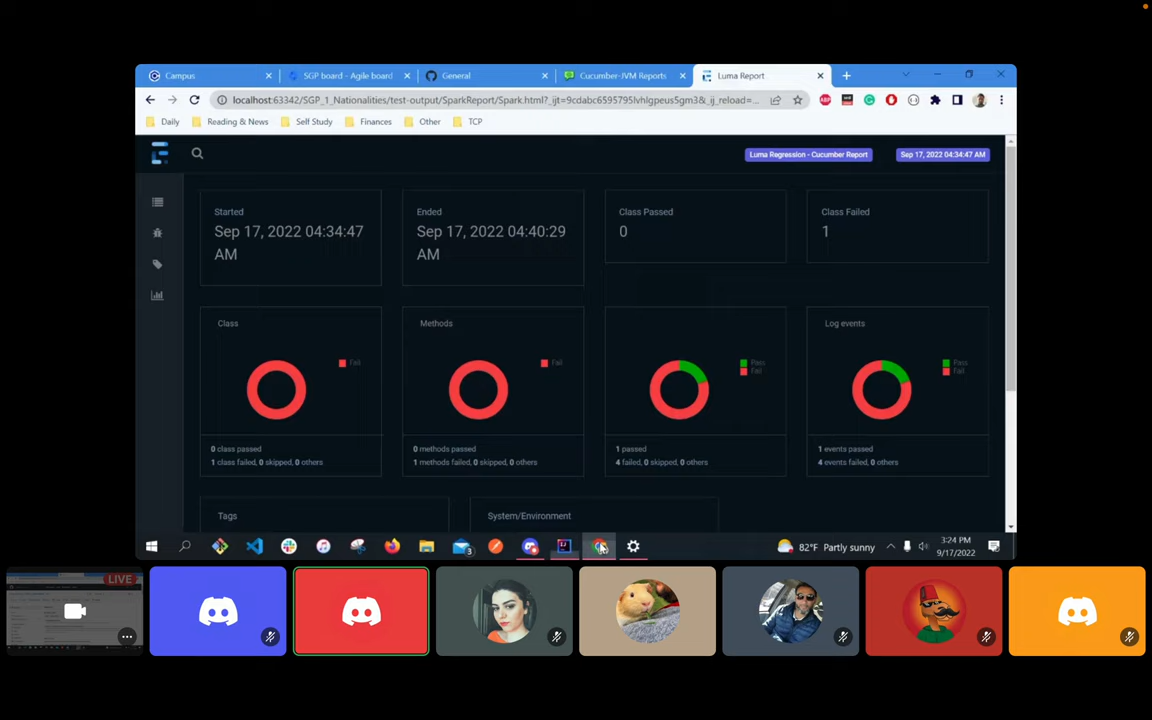 Campus
SGP board - Agile board
General
Cucumber-JVM Reports
Luma Report
localhost:63342/SGP_1_Nationalities/test-output/SparkReport/Spark.html?_ijt=9cdabc6595795lvhlgpeus5gm3&_ij_reload=...
ABP
Daily
Reading & News
Self Study
Finances
Other
TCP
Luma Regression - Cucumber Report
Sep 17, 2022 04:34:47 AM
Started
Sep 17, 2022 04:34:47
AM
Ended
Sep 17, 2022 04:40:29
AM
Class Passed
0
Class Failed
1
Class
Fail
0 class passed
1 class failed, 0 skipped, 0 others
Methods
Fail
0 methods passed
1 methods failed, 0 skipped, 0 others
Pass
Fail
1 passed
4 failed, 0 skipped, 0 others
Log events
Pass
Fail
1 events passed
4 events failed, 0 others
Tags
System/Environment
3
82°F Partly sunny
3:24 PM
9/17/2022
LIVE